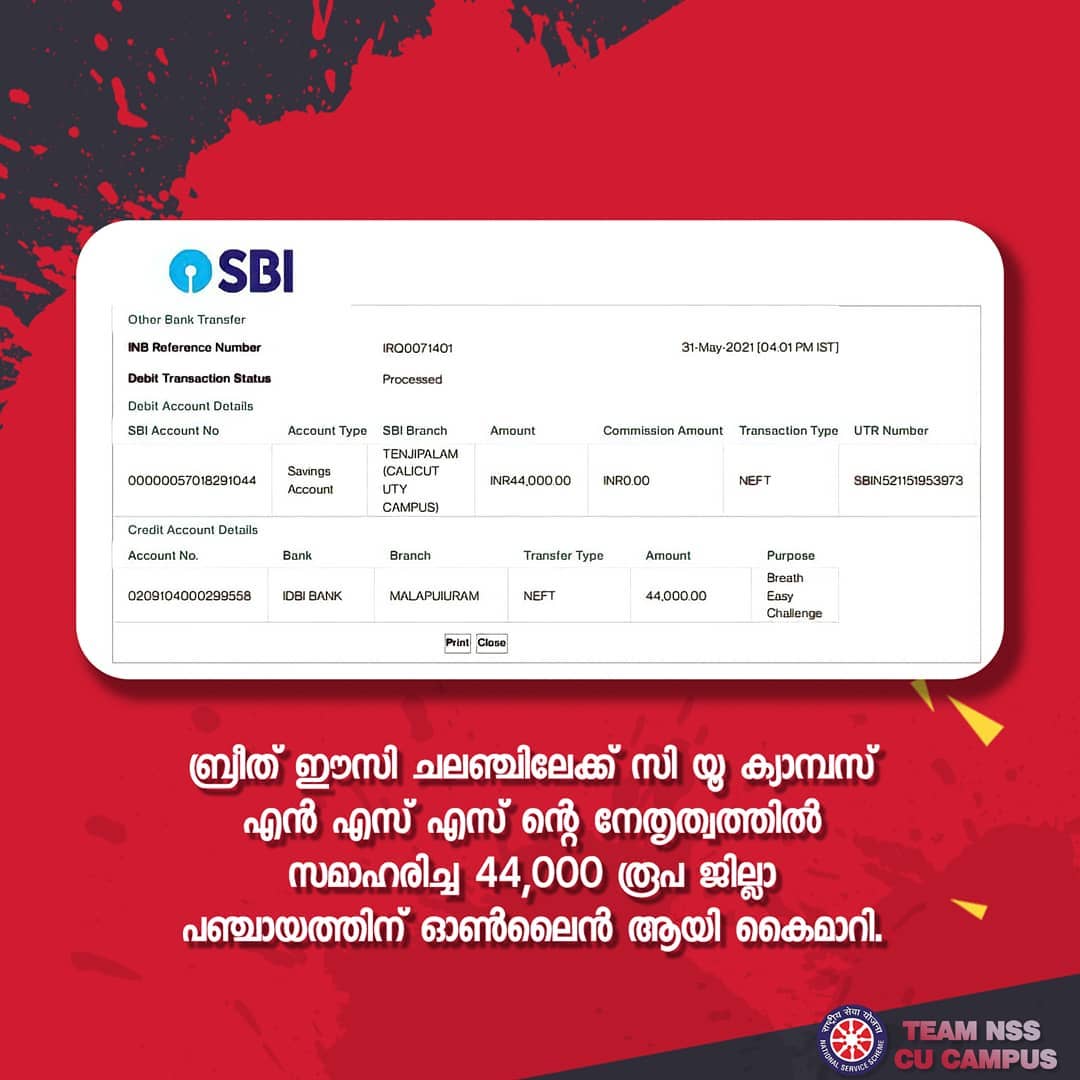 SBI
Other Bank Transfer
INB Reference Number IRQ0071401 31-May-2021 [04:01 PM IST]
Debit Transaction Status Processed
Debit Account Details
SBI Account No Account Type SBI Branch Amount Commission Amount Transaction Type UTR Number
00000057018291044 Savings Account TENJIPALAM (CALICUT UTY CAMPUS) INR44,000.00 INR0.00 NEFT SBIN521151953973
Credit Account Details
Account No. Bank Branch Transfer Type Amount Purpose
0209104000299558 IDBI BANK MALAPUIURAM NEFT 44,000.00 Breath Easy Challenge
Print Close
ബ്രീത് ഈസി ചലഞ്ചിലേക്ക് സി യൂ ക്യാമ്പസ്
എൻ എസ് എസ് ന്റെ നേതൃത്വത്തിൽ
സമാഹരിച്ച 44,000 രൂപ ജില്ലാ
പഞ്ചായത്തിന് ഓൺലൈൻ ആയി കൈമാറി.
राष्ट्रीय सेवा योजना
NATIONAL SERVICE SCHEME
TEAM NSS
CU CAMPUS